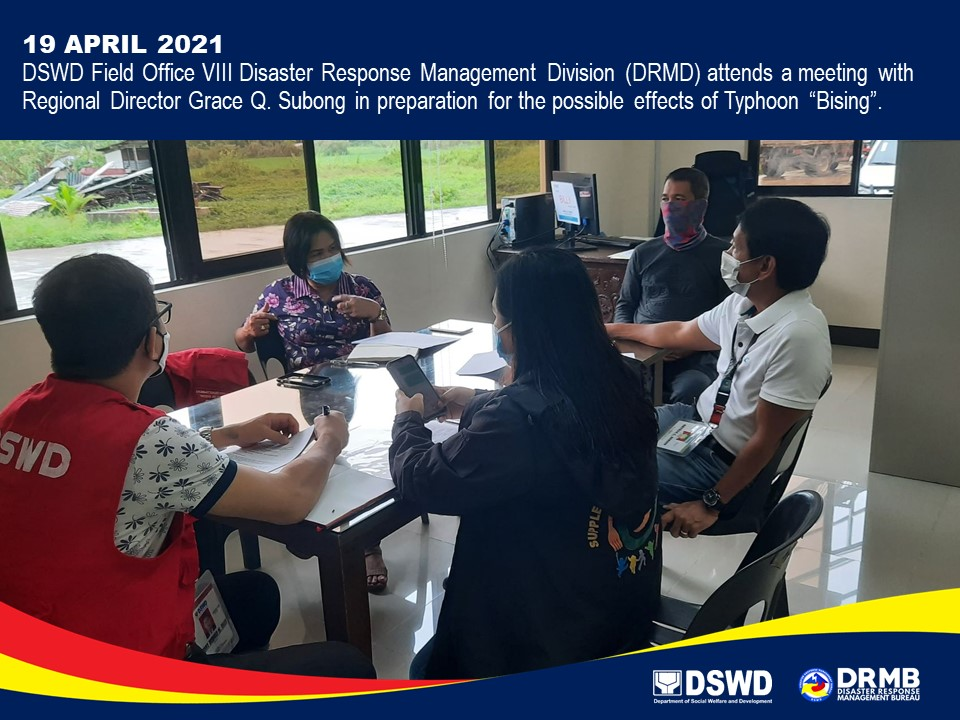 19 APRIL 2021
DSWD Field Office VIII Disaster Response Management Division (DRMD) attends a meeting with
Regional Director Grace Q. Subong in preparation for the possible effects of Typhoon “Bising”.
DSWD
SUPPLE
DSWD
Department of Social Welfare and Development
DRMB
DISASTER RESPONSE
MANAGEMENT BUREAU